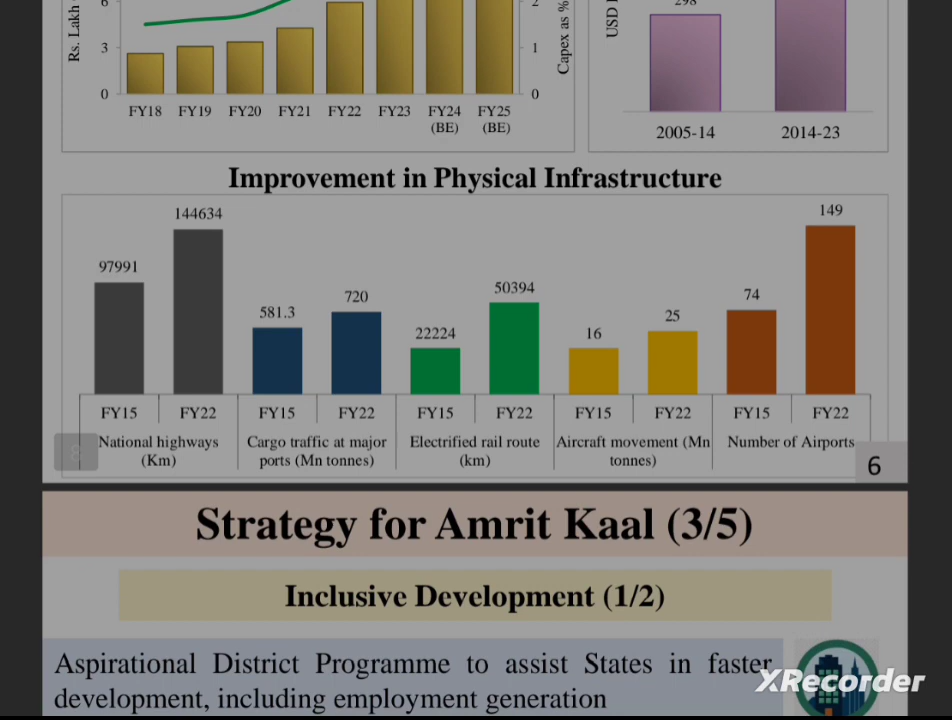 6
2
Rs. Lakh
3
1
Capex as %
0
0
FY18 FY19 FY20 FY21 FY22 FY23 FY24 FY25
(BE) (BE)
298
USD
2005-14 2014-23
Improvement in Physical Infrastructure
144634
149
97991
50394
720
74
581.3
25
22224
16
FY15 FY22 FY15 FY22 FY15 FY22 FY15 FY22 FY15 FY22
National highways
(Km)
Cargo traffic at major
ports (Mn tonnes)
Electrified rail route
(km)
Aircraft movement (Mn
tonnes)
Number of Airports
6
Strategy for Amrit Kaal (3/5)
Inclusive Development (1/2)
Aspirational District Programme to assist States in faster
development, including employment generation
XRecorder